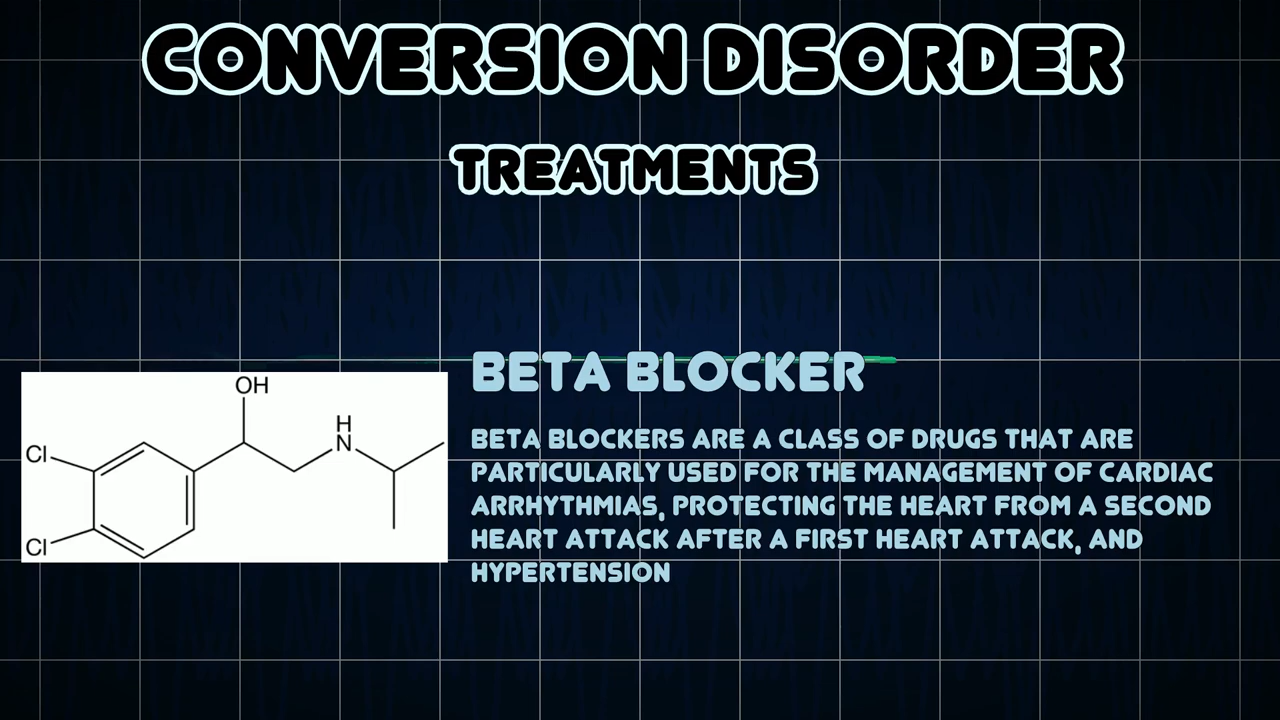 CONVERSION DISORDER
TREATMENTS
BETA BLOCKER
BETA BLOCKERS ARE A CLASS OF DRUGS THAT ARE
PARTICULARLY USED FOR THE MANAGEMENT OF CARDIAC
ARRHYTHMIAS, PROTECTING THE HEART FROM A SECOND
HEART ATTACK AFTER A FIRST HEART ATTACK, AND
HYPERTENSION
OH
H
N
Cl
Cl